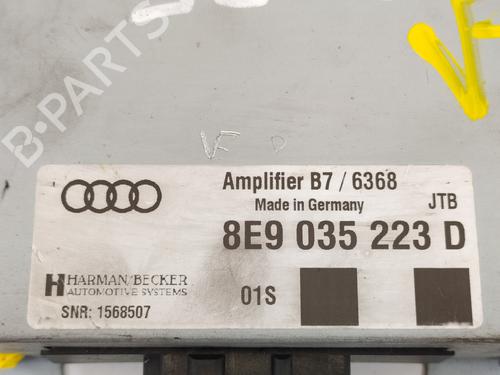 B-PARTS
VF
VF D
Amplifier B7 / 6368
Made in Germany
JTB
8E9 035 223 D
HARMAN/BECKER
AUTOMOTIVE SYSTEMS
01S
SNR: 1568507